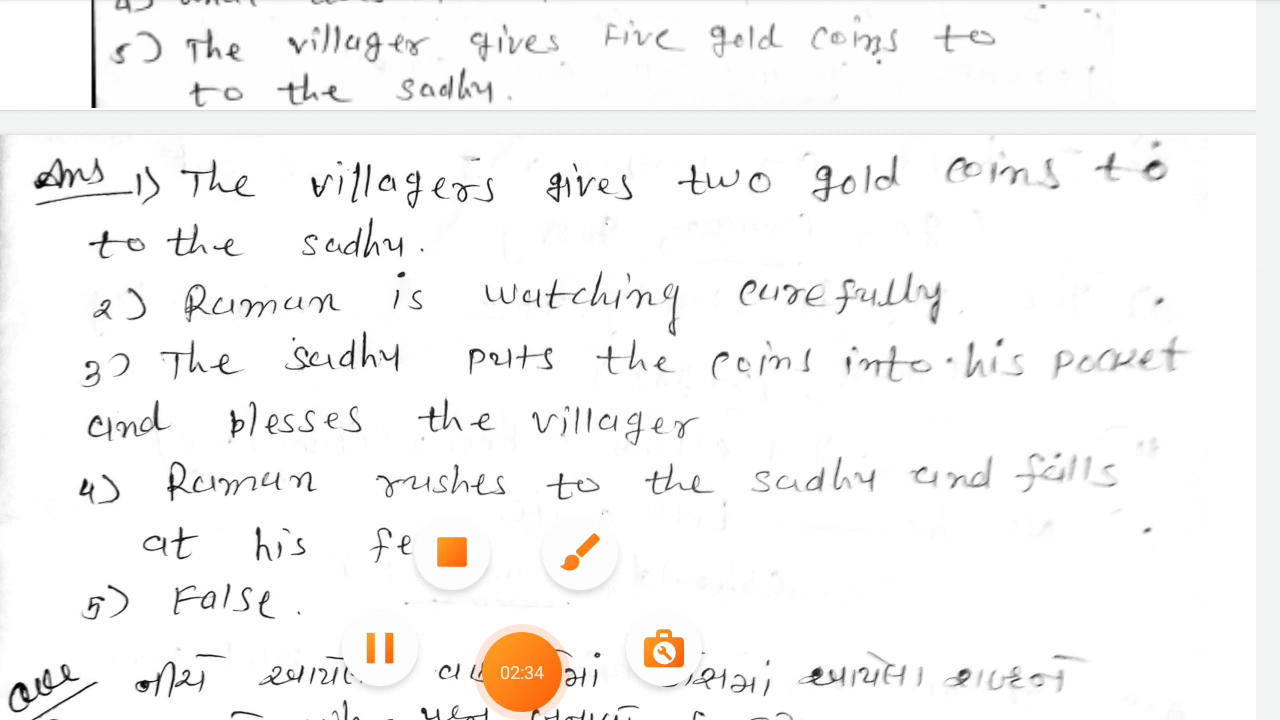 5) The villager gives Five gold coins to
to the sadhu.
Ans 1) The villagers gives two gold coins to
to the sadhu.
2) Raman is watching carefully
3) The sadhu puts the coins into his pocket
and blesses the villager
4) Raman rushes to the sadhu and falls
at his
5) False.
02:34
નીચે